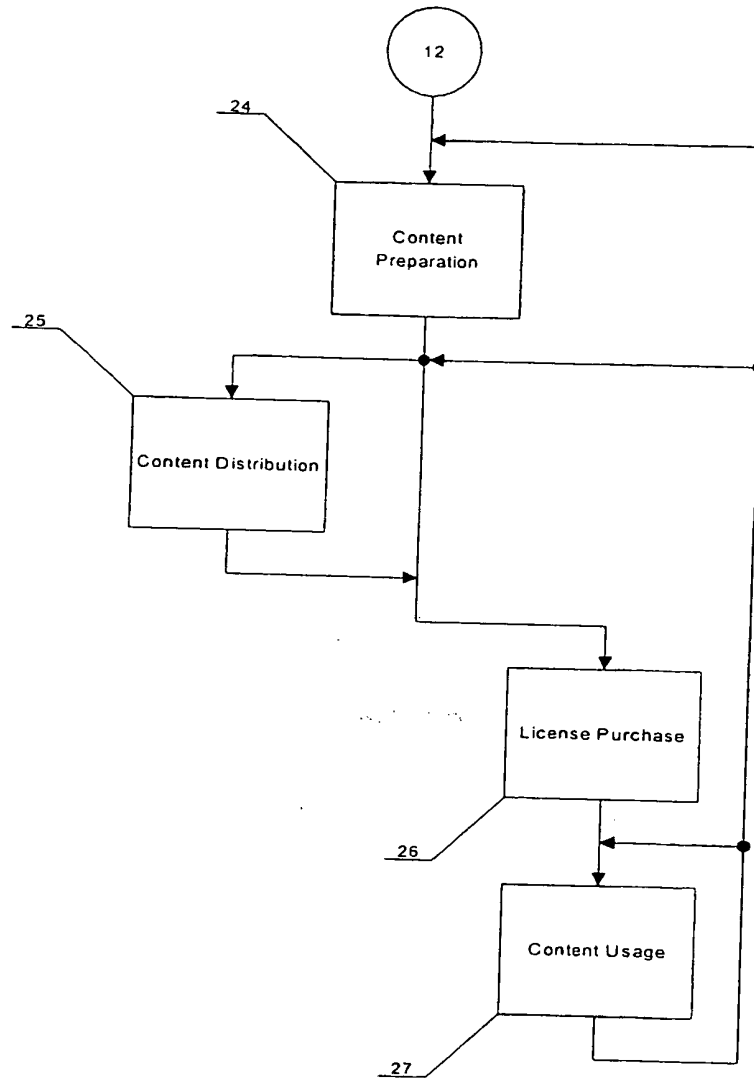 12
24
Content
Preparation
25
Content Distribution
License Purchase
26
Content Usage
27